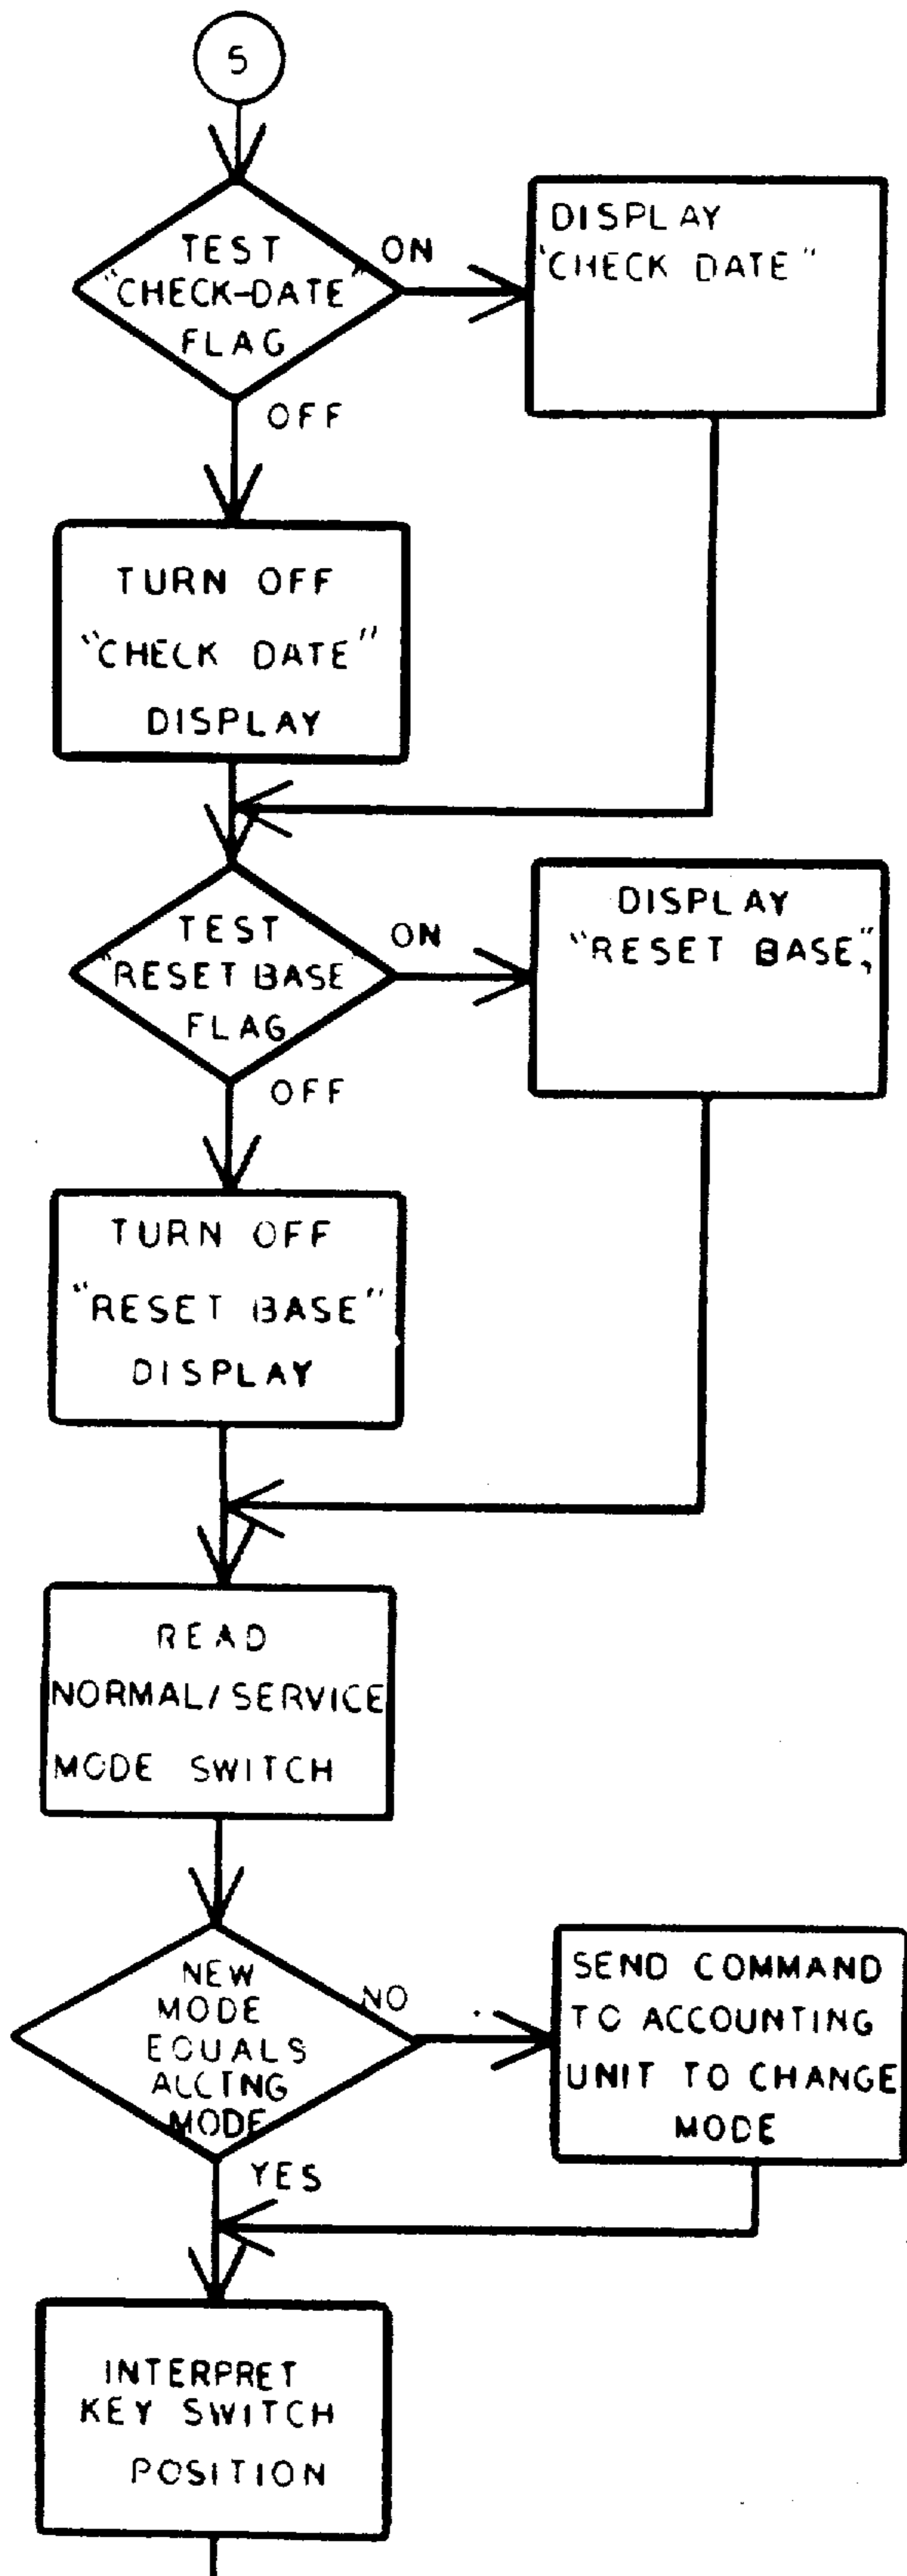 5
TEST
"CHECK-DATE"
FLAG
ON
OFF
DISPLAY
"CHECK DATE"
TURN OFF
"CHECK DATE"
DISPLAY
TEST
"RESET BASE
FLAG
ON
OFF
DISPLAY
"RESET BASE",
TURN OFF
"RESET BASE"
DISPLAY
READ
NORMAL/SERVICE
MODE SWITCH
NEW
MODE
EQUALS
ACCTNG
MODE
NO
YES
SEND COMMAND
TO ACCOUNTING
UNIT TO CHANGE
MODE
INTERPRET
KEY SWITCH
POSITION